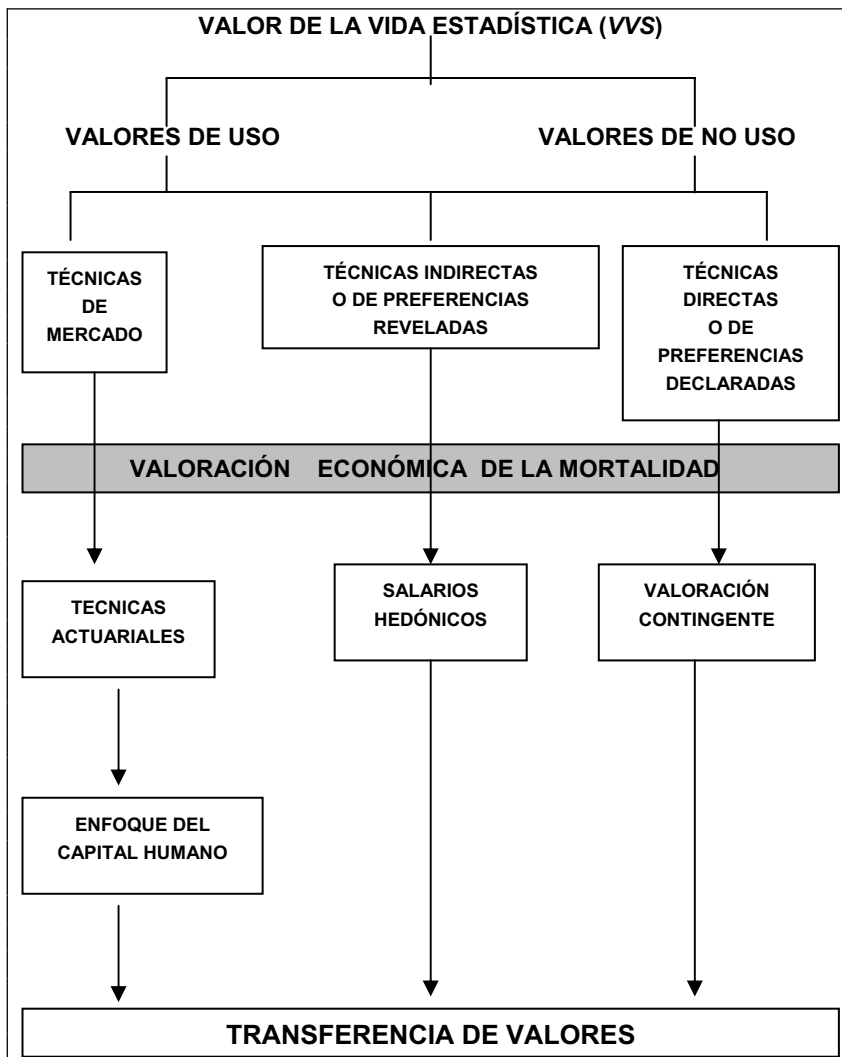 VALOR DE LA VIDA ESTADÍSTICA (VVS)
VALORES DE USO
VALORES DE NO USO
TÉCNICAS
DE
MERCADO
TÉCNICAS INDIRECTAS
O DE PREFERENCIAS
REVELADAS
TÉCNICAS
DIRECTAS
O DE
PREFERENCIAS
DECLARADAS
VALORACIÓN ECONÓMICA DE LA MORTALIDAD
TECNICAS
ACTUARIALES
SALARIOS
HEDÓNICOS
VALORACIÓN
CONTINGENTE
ENFOQUE DEL
CAPITAL HUMANO
TRANSFERENCIA DE VALORES